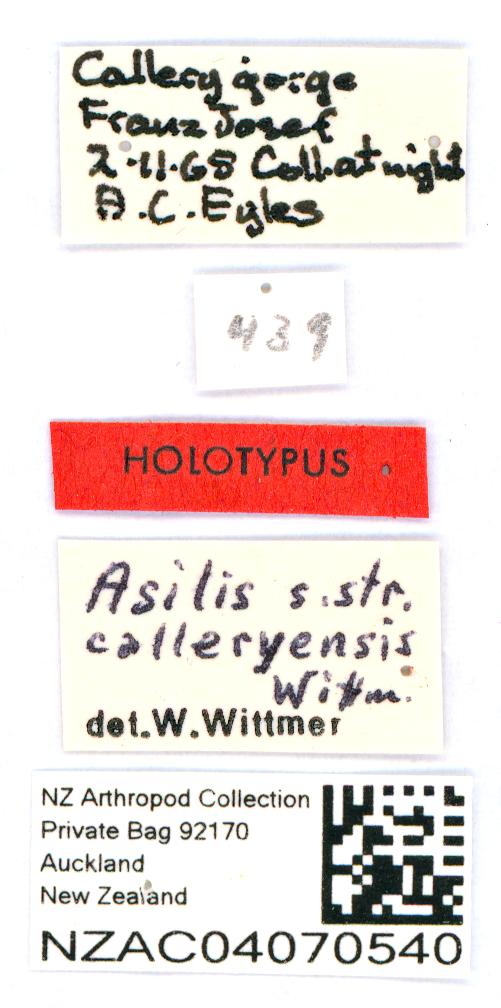 Callery gorge
Franz Josef
2·11·68 Coll. at night
A.C. Eyles
439
HOLOTYPUS
Asilis s.str.
calleryensis
Wittm.
det.W.Wittmer
NZ Arthropod Collection
Private Bag 92170
Auckland
New Zealand
NZAC04070540